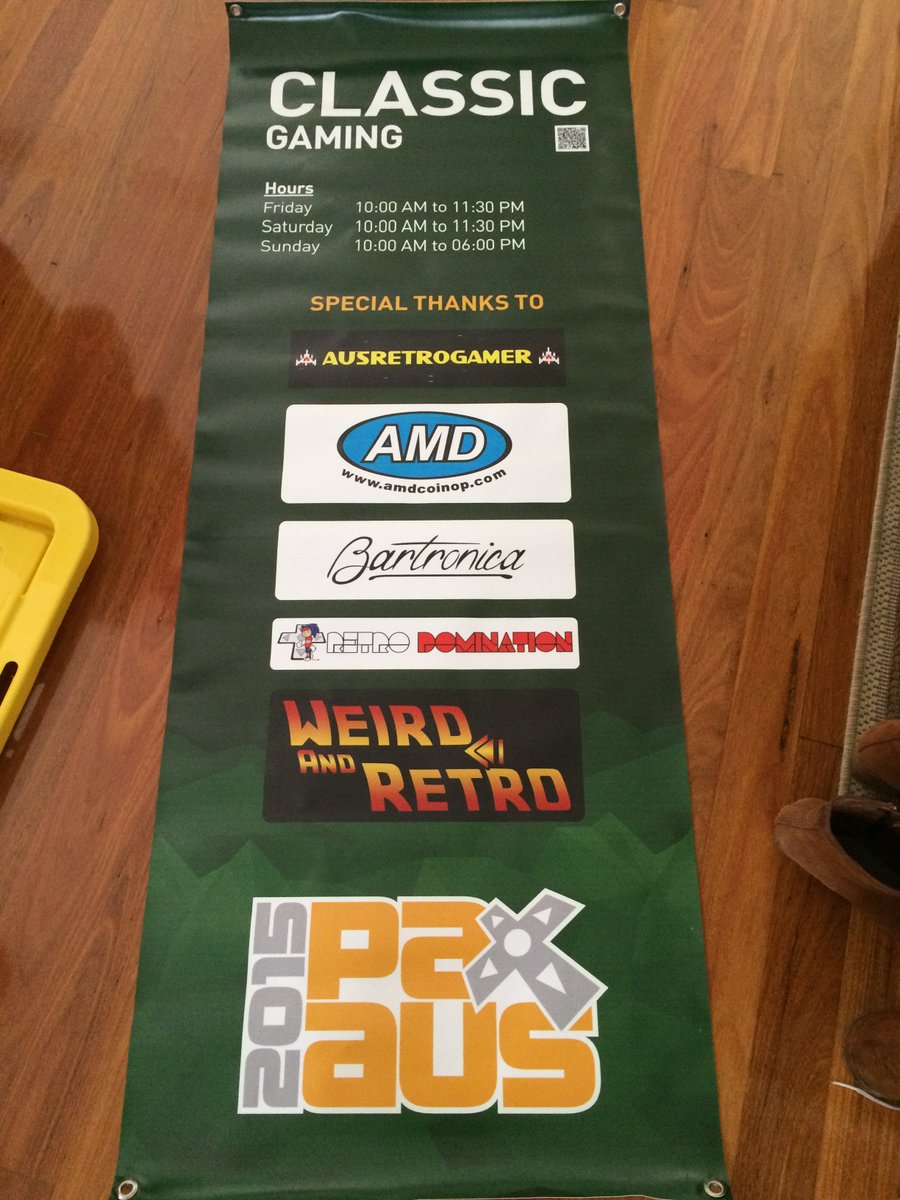 CLASSIC
GAMING
Hours
Friday 10:00 AM to 11:30 PM
Saturday 10:00 AM to 11:30 PM
Sunday 10:00 AM to 06:00 PM
SPECIAL THANKS TO
AUSRETROGAMER
AMD
www.amdcoinop.com
Bartronica
RETRO DOMINATION
WEIRD
AND
RETRO
2015
pax
aus